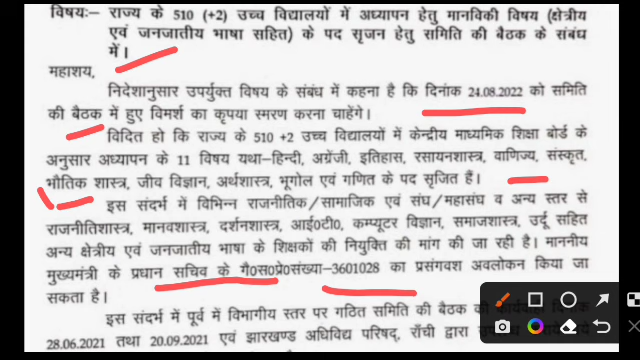 विषयः- राज्य के 510 (+2) उच्च विद्यालयों में अध्यापन हेतु मानविकी विषय (क्षेत्रीय
एवं जनजातीय भाषा सहित) के पद सृजन हेतु समिति की बैठक के संबंध
में।
महाशय,
निदेशानुसार उपर्युक्त विषय के संबंध में कहना है कि दिनांक 24.08.2022 को समिति
की बैठक में हुए विमर्श का कृपया स्मरण करना चाहेंगे।
विदित हो कि राज्य के 510 +2 उच्च विद्यालयों में केन्द्रीय माध्यमिक शिक्षा बोर्ड के
अनुसार अध्यापन के 11 विषय यथा–हिन्दी, अग्रेंजी, इतिहास, रसायनशास्त्र, वाणिज्य, संस्कृत,
भौतिक शास्त्र, जीव विज्ञान, अर्थशास्त्र, भूगोल एवं गणित के पद सृजित हैं।
इस संदर्भ में विभिन्न राजनीतिक/सामाजिक एवं संघ/महासंघ व अन्य स्तर से
राजनीतिशास्त्र, मानवशास्त्र, दर्शनशास्त्र, आई0टी0, कम्प्यूटर विज्ञान, समाजशास्त्र, उर्दू सहित
अन्य क्षेत्रीय एवं जनजातीय भाषा के शिक्षकों की नियुक्ति की मांग की जा रही है। माननीय
मुख्यमंत्री के प्रधान सचिव के गै0स0प्रे0संख्या–3601028 का प्रसंगवश अवलोकन किया जा
सकता है।
इस संदर्भ में पूर्व में विभागीय स्तर पर गठित समिति की बैठक की
28.06.2021 तथा 20.09.2021 एवं झारखण्ड अधिविद्य परिषद्, राँची द्वारा